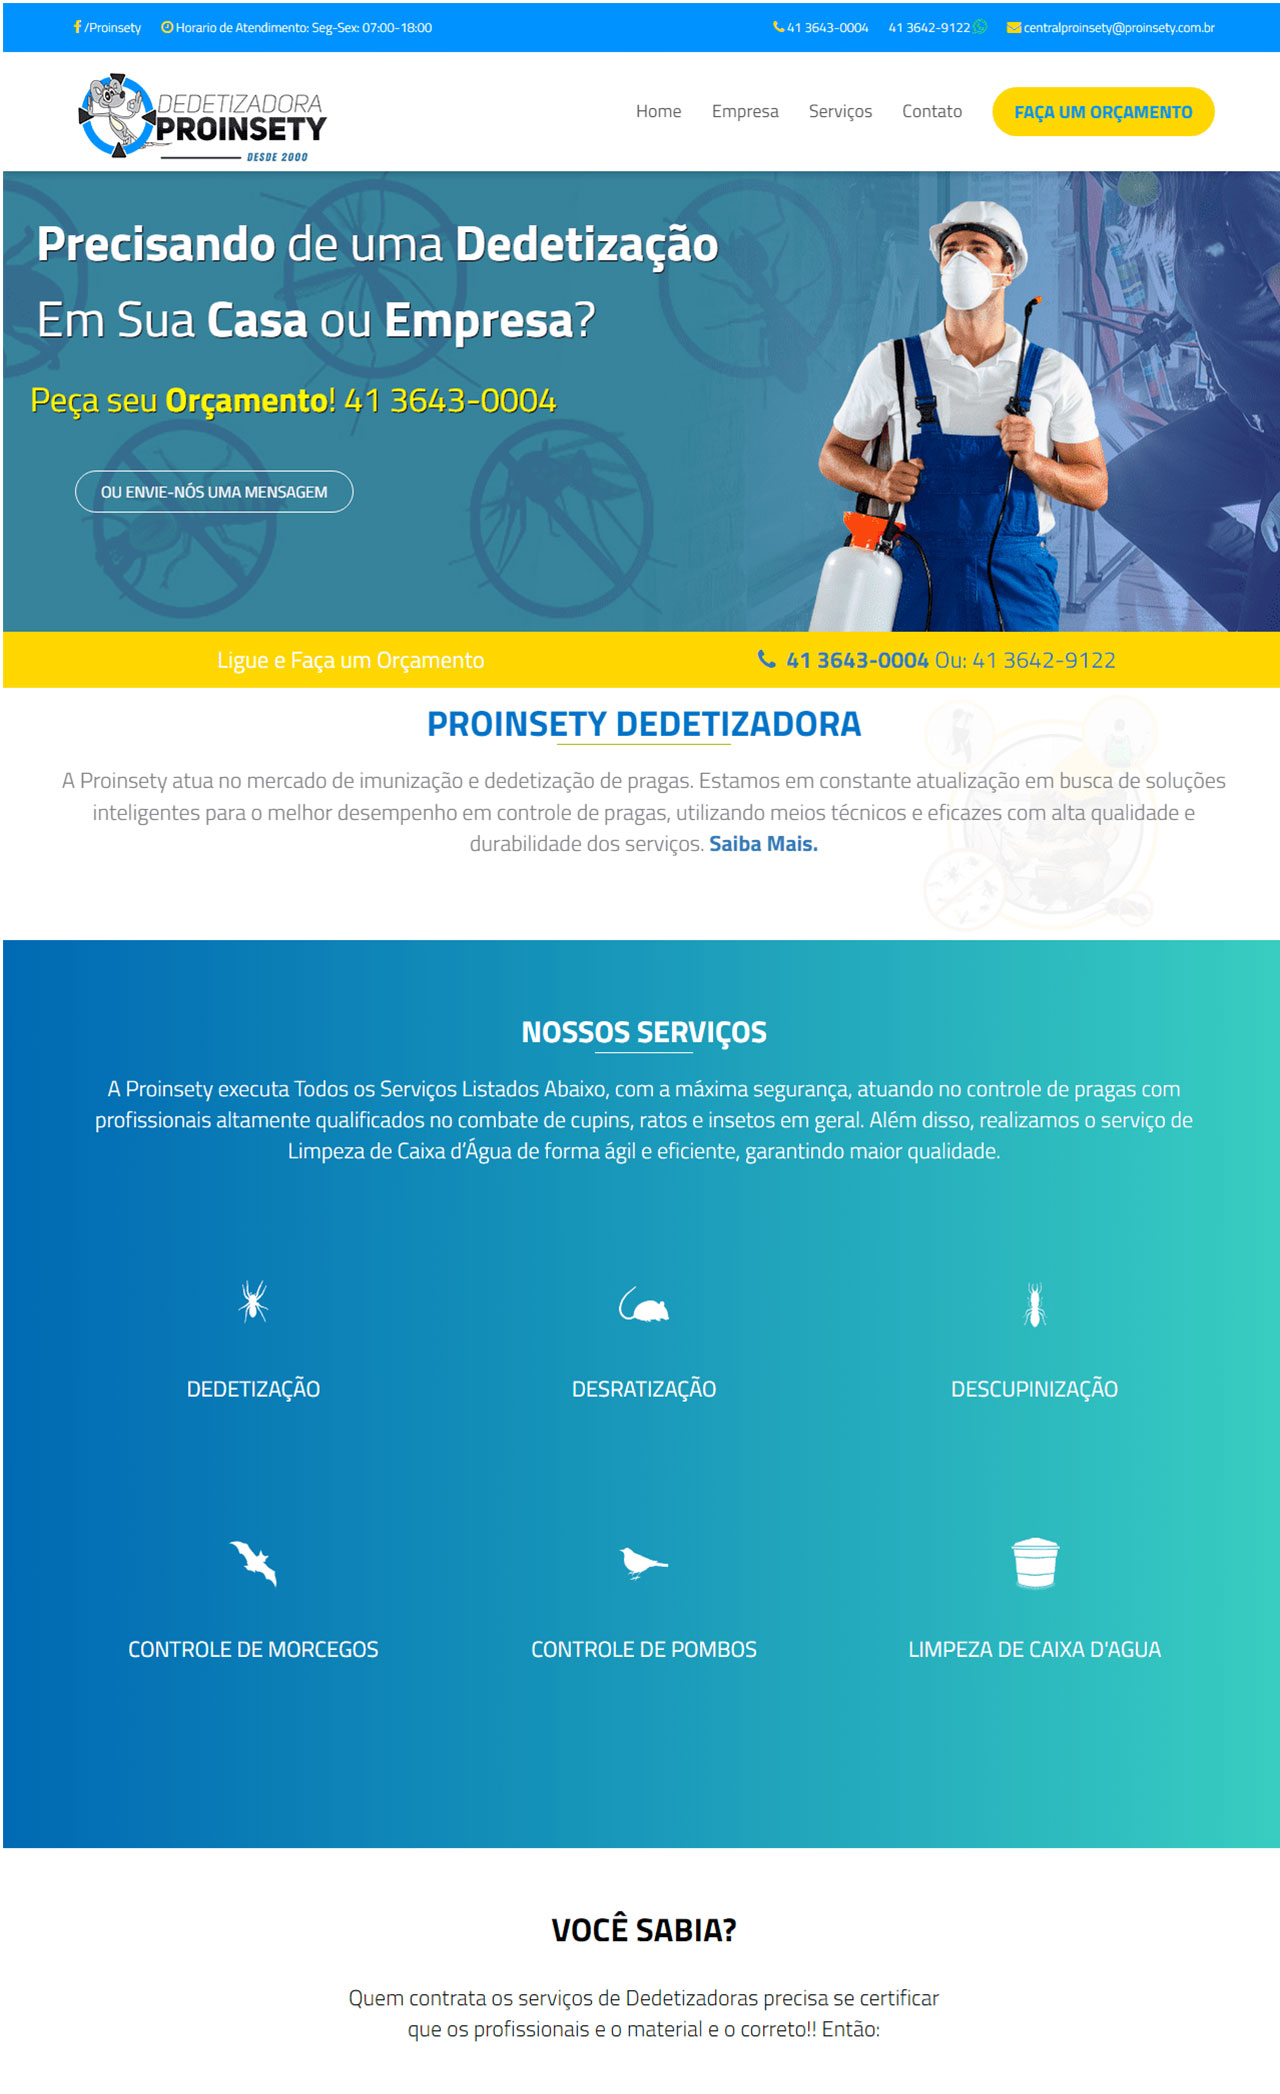 /Proinsety Horario de Atendimento: Seg-Sex: 07:00-18:00 41 3643-0004 41 3642-9122 centralproinsety@proinsety.com.br
DEDETIZADORA
PROINSETY
DESDE 2000
Home Empresa Serviços Contato FAÇA UM ORÇAMENTO
Precisando de uma Dedetização
Em Sua Casa ou Empresa?
Peça seu Orçamento! 41 3643-0004
OU ENVIE-NÓS UMA MENSAGEM
Ligue e Faça um Orçamento 41 3643-0004 Ou: 41 3642-9122
PROINSETY DEDETIZADORA
A Proinsety atua no mercado de imunização e dedetização de pragas. Estamos em constante atualização em busca de soluções
inteligentes para o melhor desempenho em controle de pragas, utilizando meios técnicos e eficazes com alta qualidade e
durabilidade dos serviços. Saiba Mais.
NOSSOS SERVIÇOS
A Proinsety executa Todos os Serviços Listados Abaixo, com a máxima segurança, atuando no controle de pragas com
profissionais altamente qualificados no combate de cupins, ratos e insetos em geral. Além disso, realizamos o serviço de
Limpeza de Caixa d’Água de forma ágil e eficiente, garantindo maior qualidade.
DEDETIZAÇÃO DESRATIZAÇÃO DESCUPINIZAÇÃO
CONTROLE DE MORCEGOS CONTROLE DE POMBOS LIMPEZA DE CAIXA D'AGUA
VOCÊ SABIA?
Quem contrata os serviços de Dedetizadoras precisa se certificar
que os profissionais e o material e o correto!! Então: